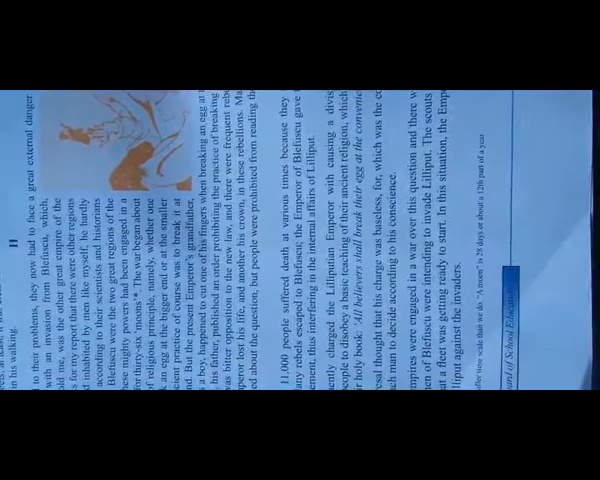 in his walking.
II
to their problems, they now had to face a great external danger
with an invasion from Blefuscu, which,
old me, was the other great empire of the
s for my report that there were other regions
d inhabited by men like myself, he hardly
according to their scientists and historians
Blefuscu were the two great regions of the
hese mighty powers had been engaged in a
for thirty-six 'moons'* The war began about
of religious principle, namely, whether one
k an egg at the bigger end or at the smaller
cient practice of course was to break it at
nd. But the present Emperor's grandfather,
s a boy, happened to cut one of his fingers when breaking an egg at
his father, published an order prohibiting the practice of breaking
was bitter opposition to the new law, and there were frequent rebe
mperor lost his life, and another his crown, in these rebellions. Ma
ed about the question, but people were prohibited from reading the
11,000 people suffered death at various times because they
any rebels escaped to Blefuscu; the Emperor of Blefuscu gave
ement, thus interfering in the internal affairs of Lilliput.
uently charged the Lilliputian Emperor with causing a divis
people to disobey a basic teaching of their ancient religion, which
ir holy book: 'All believers shall break their egg at the convenie
resal thought that his charge was baseless, for, which was the co
ach man to decide according to his conscience.
mpires were engaged in a war over this question and there w
men of Blefuscu were intending to invade Lilliput. The scouts
at a fleet was getting ready to start. In this situation, the Empe
lliput against the invaders.
ller time scale than we do. "A moon" is 28 days or about a 12th part of a year.
ard of School Education